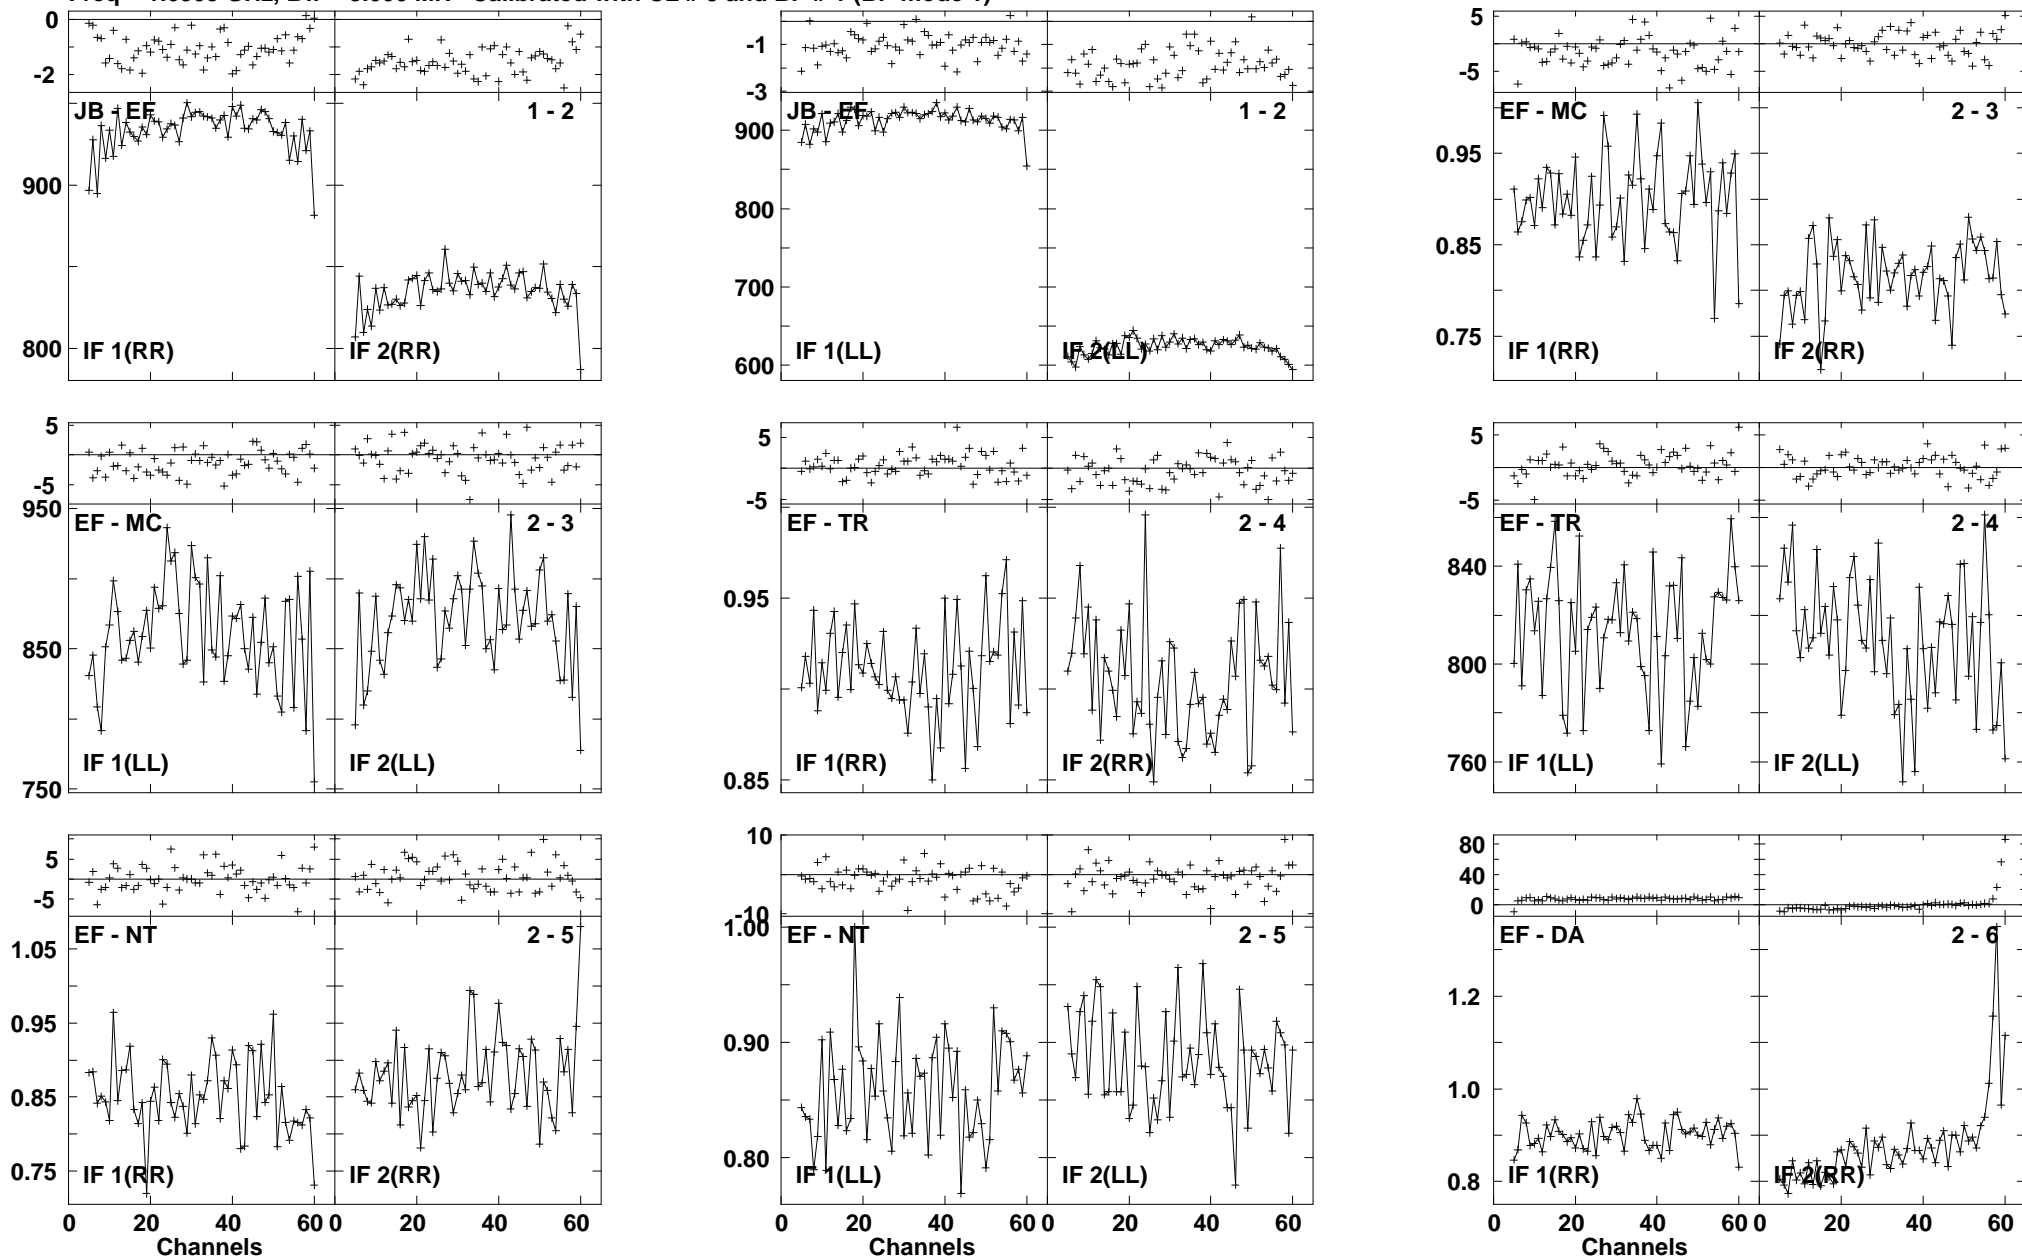 0
-2
JB - EF
1 - 2
900
800
IF 1(RR)
IF 2(RR)
-1
-3
JB - EF
1 - 2
900
800
700
600
IF 1(LL)
IF 2(LL)
5
-5
EF - MC
2 - 3
0.95
0.85
0.75
IF 1(RR)
IF 2(RR)
5
-5
950
EF - MC
2 - 3
850
750
IF 1(LL)
IF 2(LL)
5
-5
EF - TR
2 - 4
0.95
0.85
IF 1(RR)
IF 2(RR)
5
-5
EF - TR
2 - 4
840
800
760
IF 1(LL)
IF 2(LL)
5
-5
EF - NT
2 - 5
1.05
0.95
0.85
0.75
IF 1(RR)
IF 2(RR)
0 20 40 60 0 20 40 60
Channels
10
-10
1.00
EF - NT
2 - 5
0.90
0.80
IF 1(LL)
IF 2(LL)
0 20 40 60 0 20 40 60
Channels
80
40
0
EF - DA
2 - 6
1.2
1.0
0.8
IF 1(RR)
IF 2(RR)
0 20 40 60 0 20 40 60
Channels